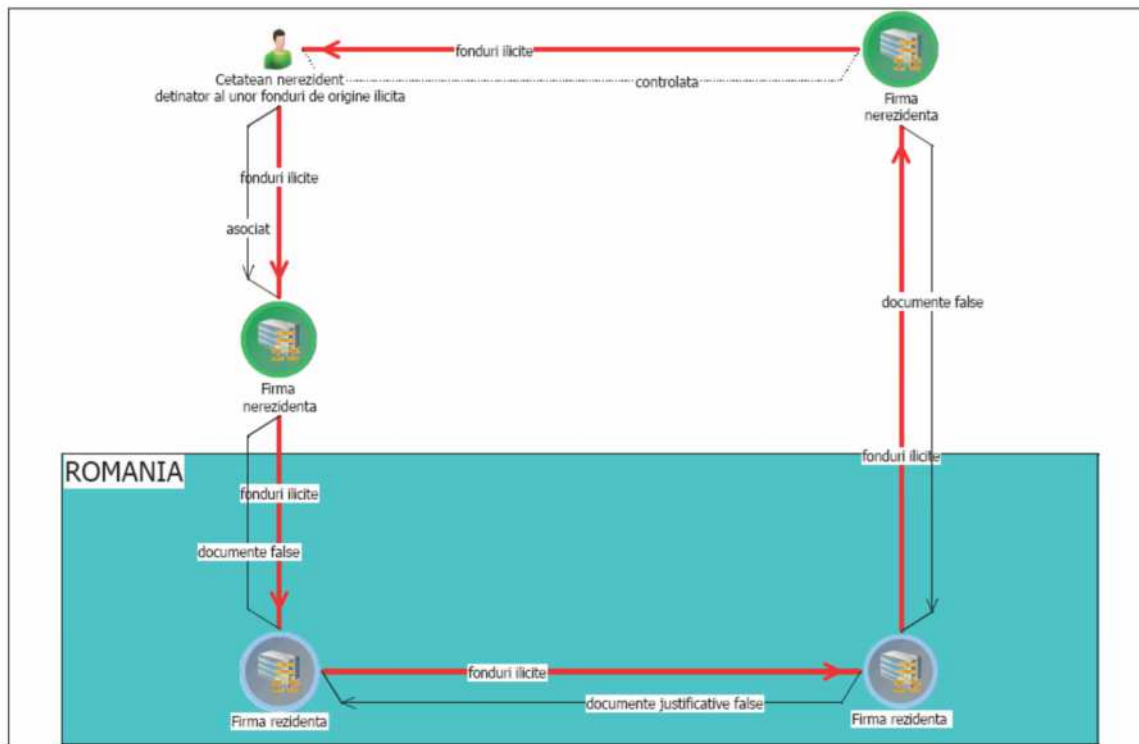 fonduri ilicite
Cetatean nerezident
detinator al unor fonduri de origine ilicita
controlata
Firma
nerezidenta
fonduri ilicite
asociat
documente false
Firma
nerezidenta
fonduri ilicite
ROMANIA
fonduri ilicite
documente false
fonduri ilicite
documente justificative false
Firma rezidenta
Firma rezidenta